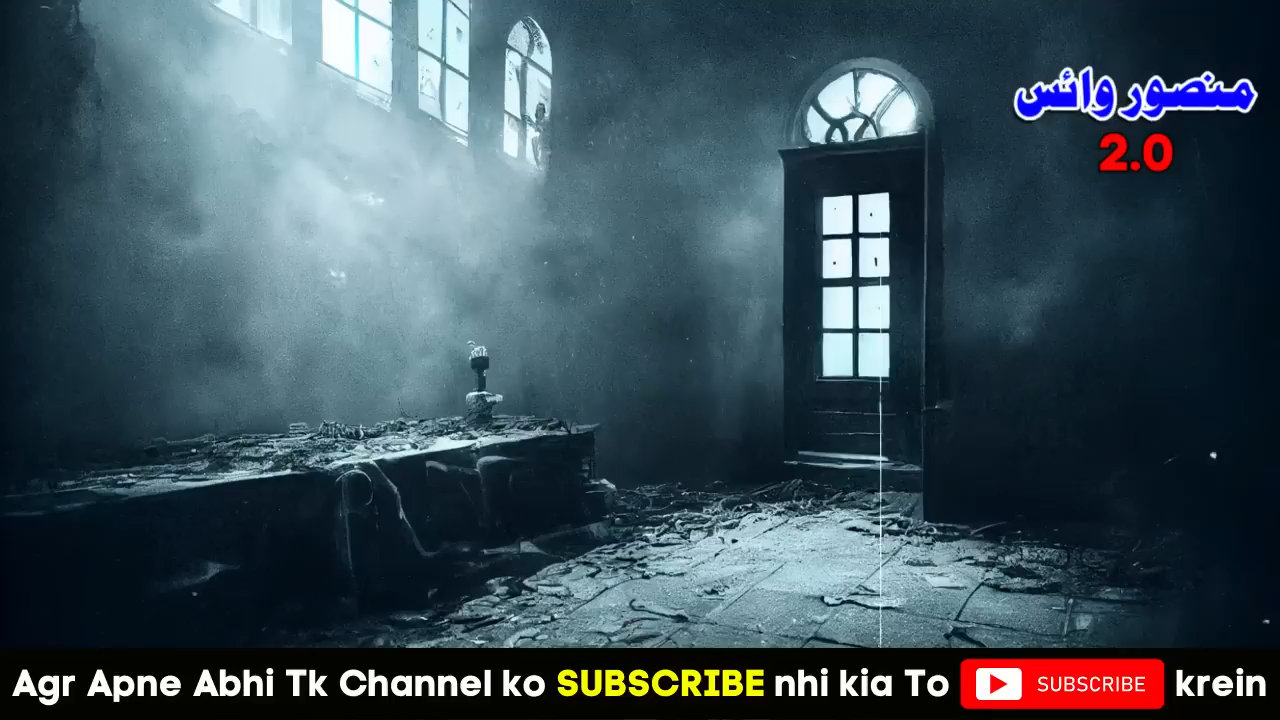 منصور وائس
2.0
Agr Apne Abhi Tk Channel ko SUBSCRIBE nhi kia To SUBSCRIBE krein